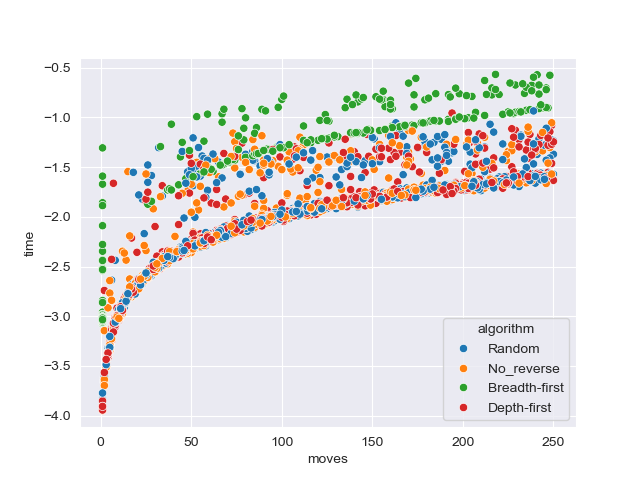 −0.5
−1.0
−1.5
−2.0
−2.5
−3.0
−3.5
−4.0
time
0
50
100
150
200
250
moves
algorithm
Random
No_reverse
Breadth-first
Depth-first